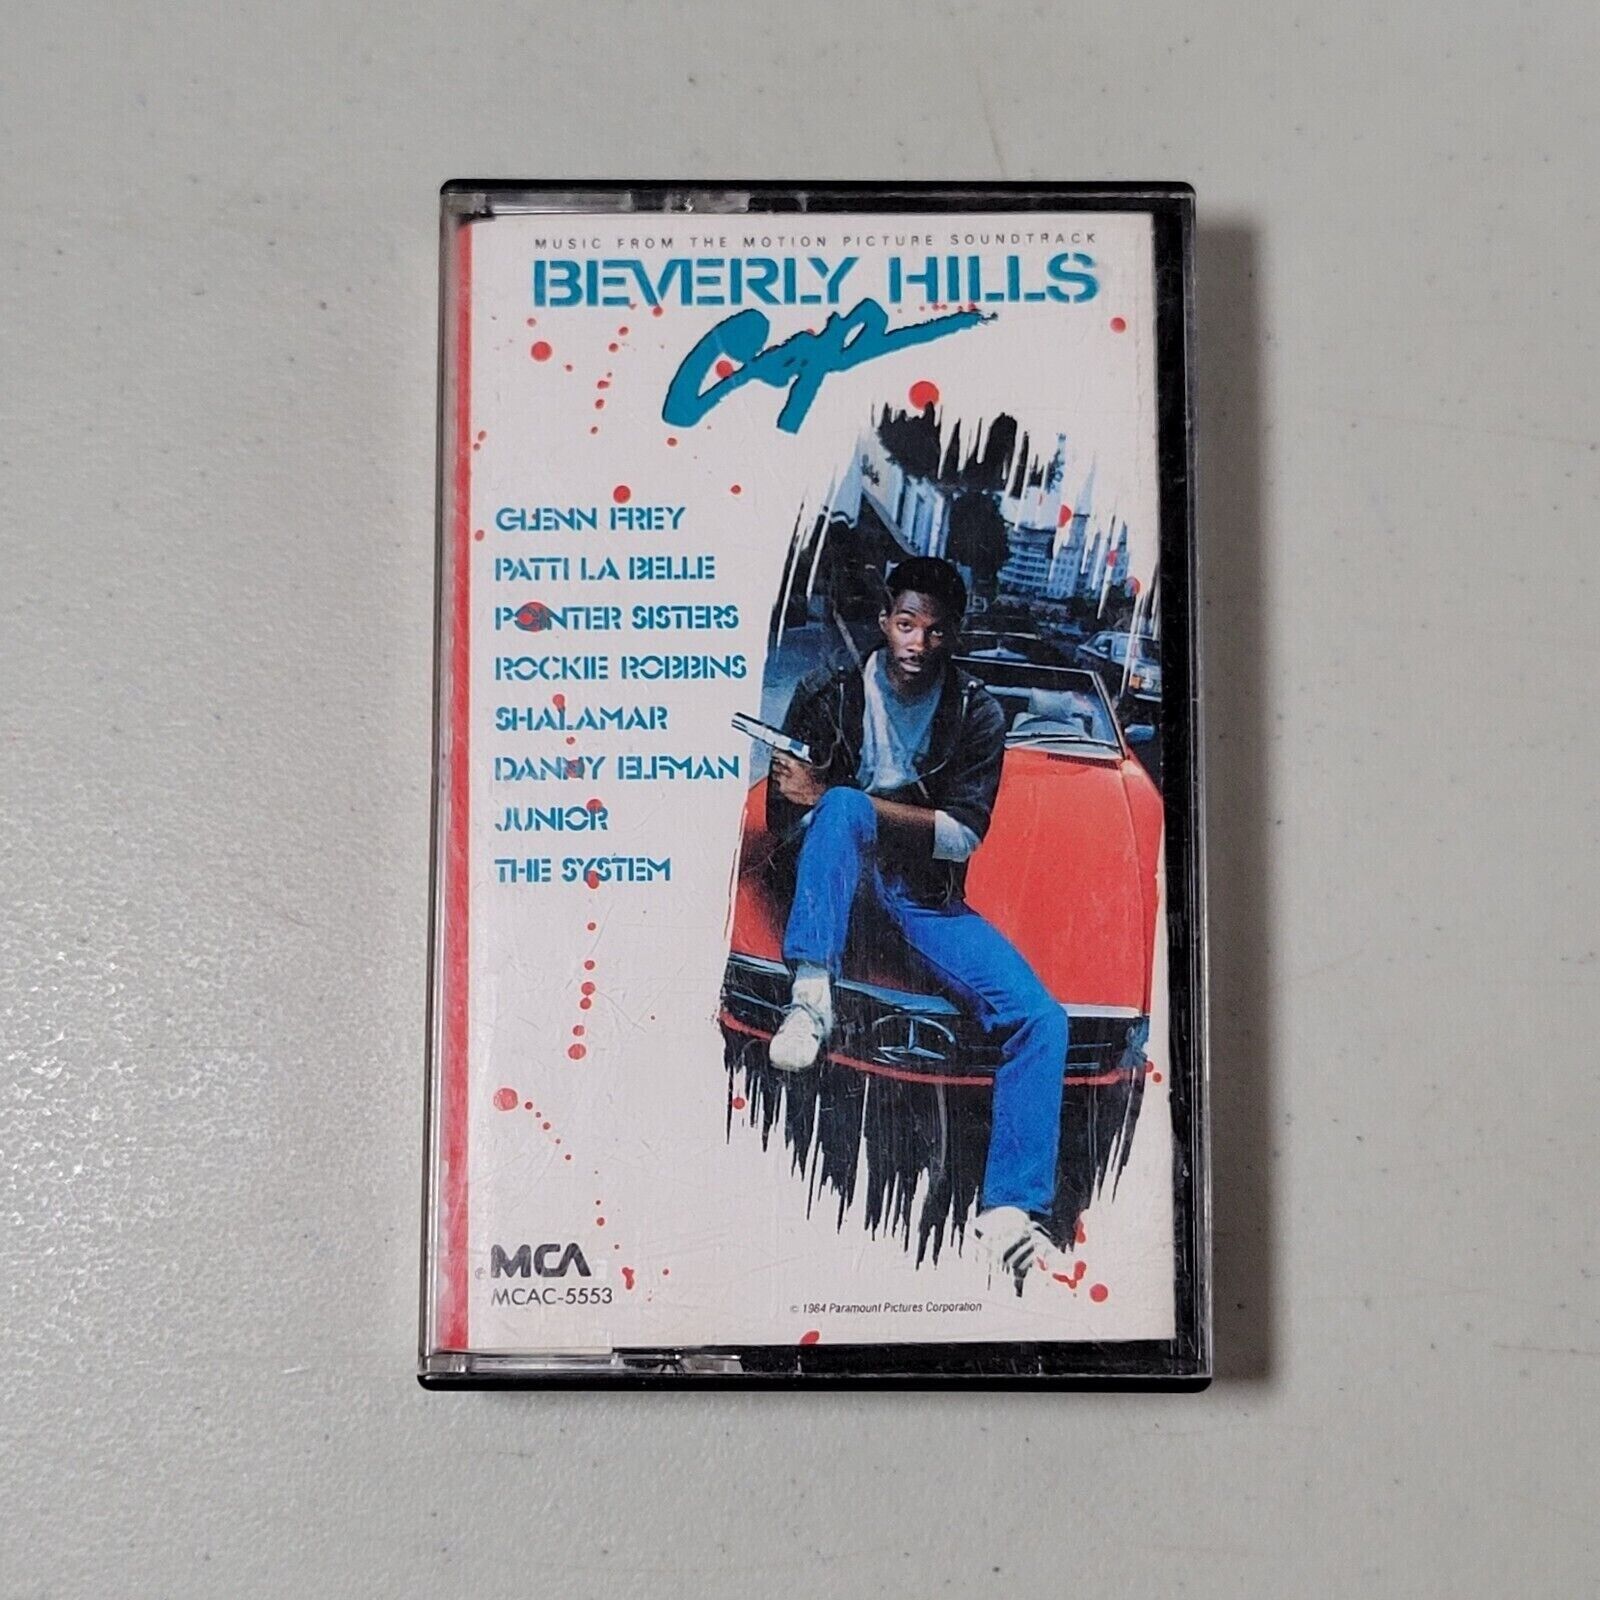 MUSIC FROM THE MOTION PICTURE SOUNDTRACK
BEVERLY HILLS
Cop
GLENN FREY
PATTI LA BELLE
POINTER SISTERS
ROCKIE ROBBINS
SHALAMAR
DANNY ELFMAN
JUNIOR
THE SYSTEM
MCA
MCAC-5553
© 1984 Paramount Pictures Corporation